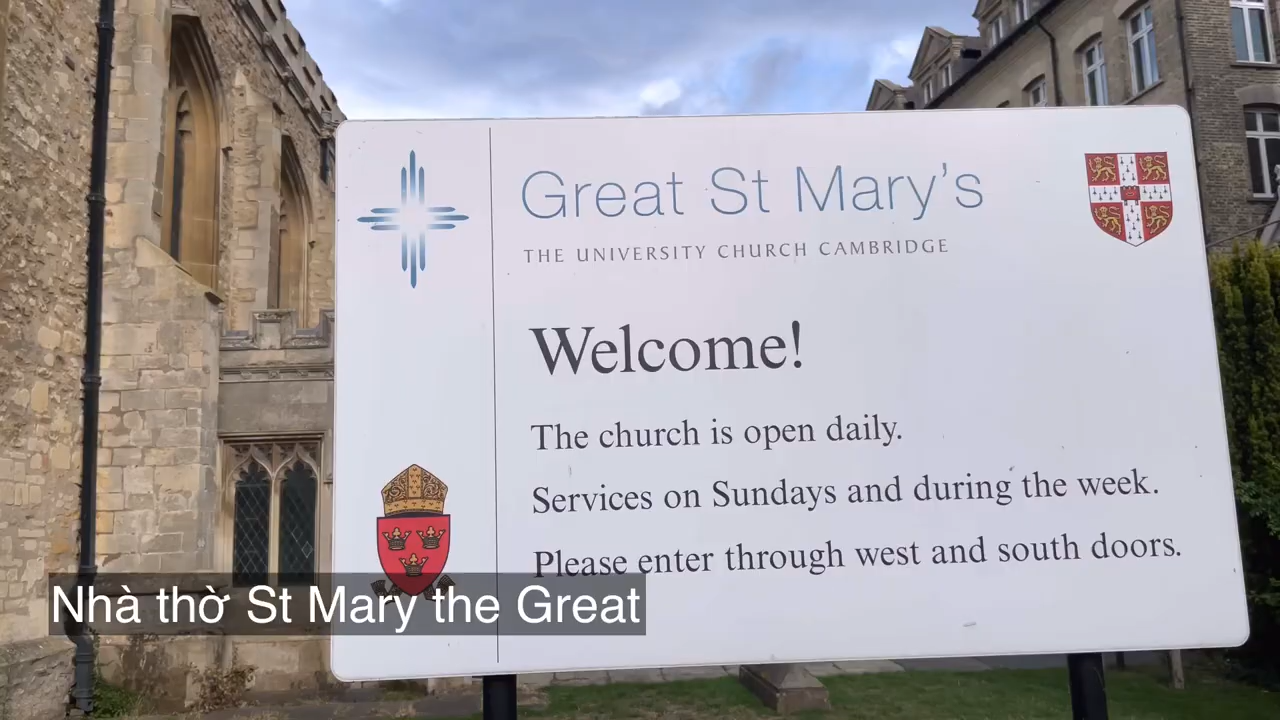 Great St Mary's
THE UNIVERSITY CHURCH CAMBRIDGE
Welcome!
The church is open daily.
Services on Sundays and during the week.
Please enter through west and south doors.
Nhà thờ St Mary the Great